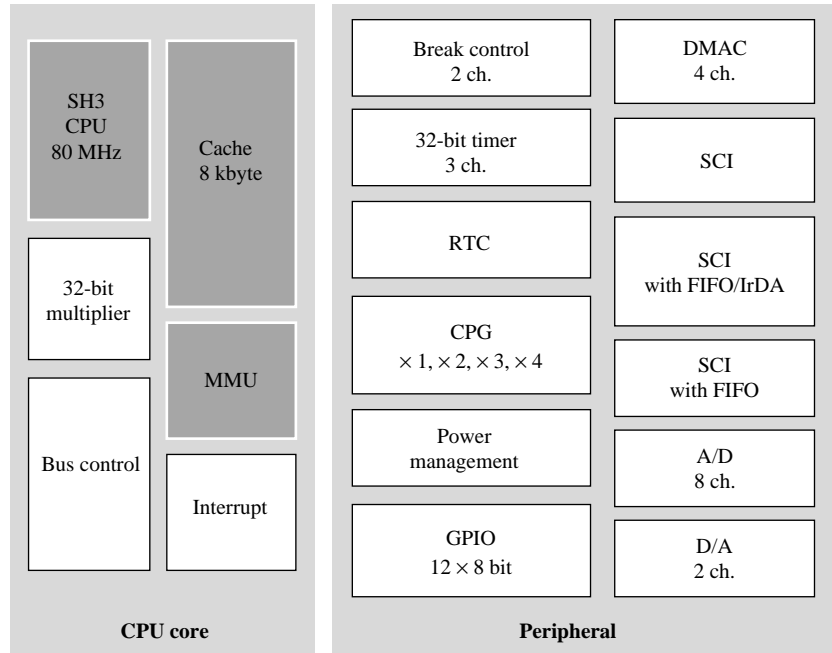 SH3
CPU
80 MHz
Cache
8 kbyte
32-bit
multiplier
MMU
Bus control
Interrupt
CPU core
Break control
2 ch.
32-bit timer
3 ch.
RTC
CPG
× 1, × 2, × 3, × 4
Power
management
GPIO
12 × 8 bit
DMAC
4 ch.
SCI
SCI
with FIFO/IrDA
SCI
with FIFO
A/D
8 ch.
D/A
2 ch.
Peripheral